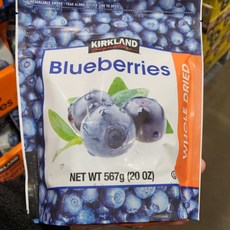 KIRKLAND
Blueberries
WHOLE DRIED
NET WT 567g (20 OZ)